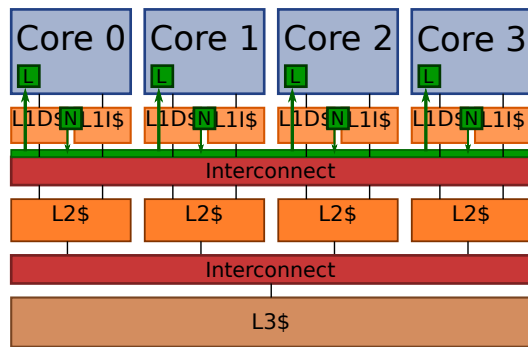 Core 0 Core 1 Core 2 Core 3
L L L L
L1D$ N L1I$ L1D$ N L1I$ L1D$ N L1I$ L1D$ N L1I$
Interconnect
L2$ L2$ L2$ L2$
Interconnect
L3$